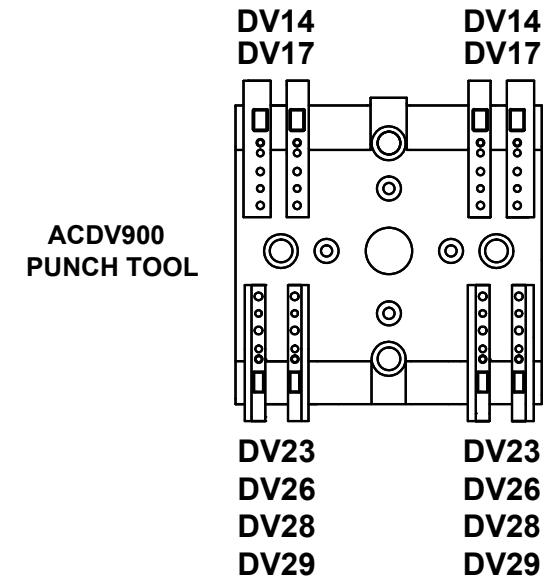 DV14 DV14
DV17 DV17
ACDV900
PUNCH TOOL
DV23 DV23
DV26 DV26
DV28 DV28
DV29 DV29